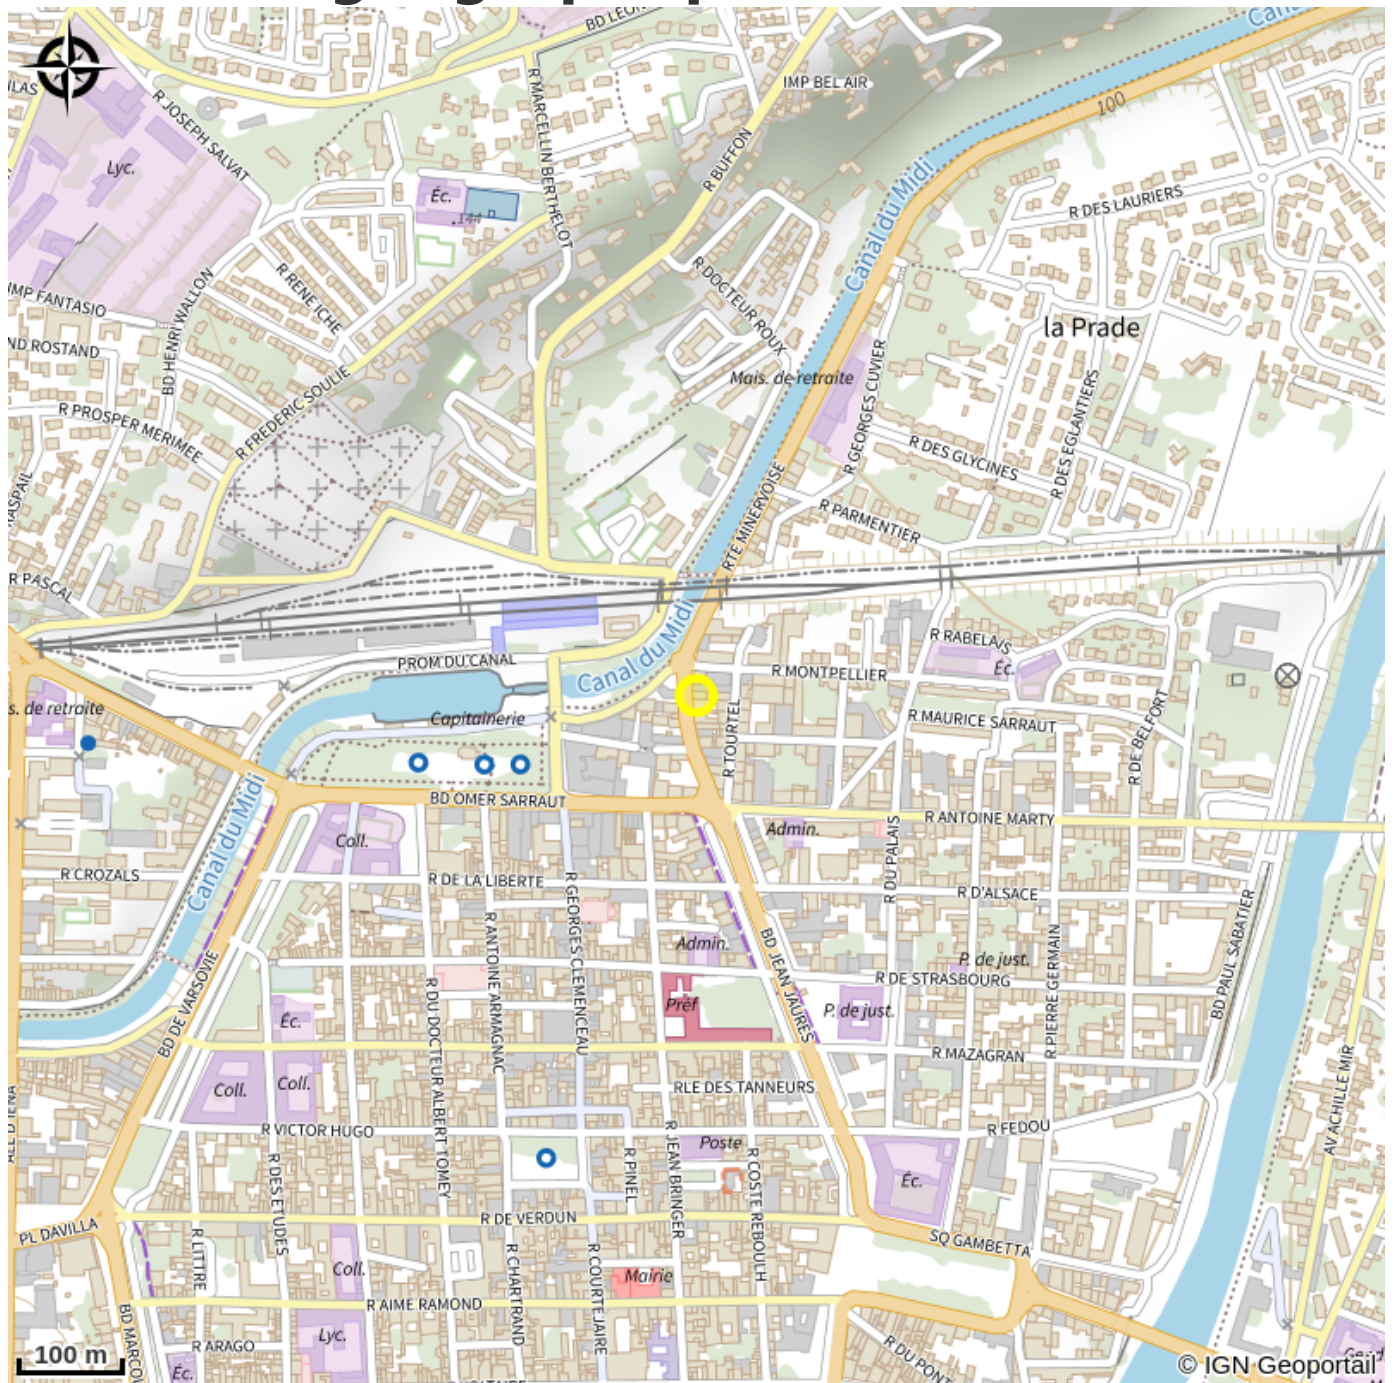 BD LEON
Canal
IMP BEL AIR
100
R JOSEPH SALVAT
R MARCELLIN BERTHELOT
R BUFFON
Lyc.
Éc.
Canal du Midi
R DES LAURIERS
IMP FANTASIO
BD HENRI WALLON
R RENE ICHE
R DOCTEUR ROUX
la Prade
ND ROSTAND
Mais. de retraite
R GEORGES CUVIER
R PROSPER MERIMEE
R FREDERIC SOULIE
R DES GLYCINES
R DES EGLANTIERS
RASPAIL
RTE MINERVOISE
R PARMENTIER
R PASCAL
Canal du Midi
R RABELAIS
PROM DU CANAL
R MONTPELLIER
Éc.
s. de retraite
Capitainerie
R TOURTEL
R MAURICE SARRAUT
R DE BELFORT
BD OMER SARRAUT
R ANTOINE MARTY
Canal du Midi
Coll.
Admin.
R CROZALS
R DE LA LIBERTE
R GEORGES CLEMENCEAU
R DU PALAIS
R D'ALSACE
R ANTOINE ARMAGNAC
Admin.
BD JEAN JAURES
P. de just.
R DE STRASBOURG
R PIERRE GERMAIN
BD PAUL SABATIER
BD DE VARSOVIE
R DU DOCTEUR ALBERT TOMEY
Préf
P. de just.
Éc.
R MAZAGRAN
Coll.
Coll.
RLE DES TANNEURS
AV ACHILLE MIR
ALL D'IENA
R VICTOR HUGO
R FEDOU
Poste
R DES ETUDES
R PINEL
R JEAN BRINGER
R COSTE REBOULH
Éc.
PL DAVILLA
R DE VERDUN
SQ GAMBETTA
R LITTRE
Coll.
R CHARTRAND
R COURTEJAIRE
Mairie
R AIME RAMOND
BD MARCOU
R ARAGO
Lyc.
R DU PONT
100 m
Éc.
© IGN Geoportail